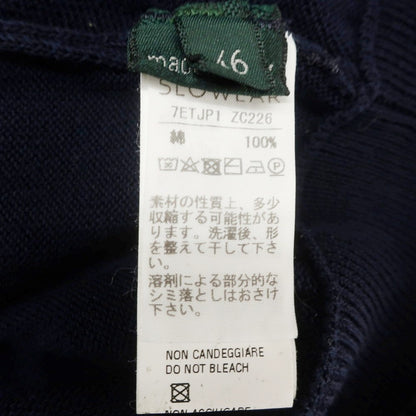 made 46
SLOWEAR
7ETJP1 ZC226
綿 100%
素材の性質上、多少
収縮する可能性があ
ります。洗濯後、形
を整えて干して下さ
い。
溶剤による部分的な
シミ落としはおさけ
下さい。
NON CANDEGGIARE
DO NOT BLEACH
NON ASCIUGARE